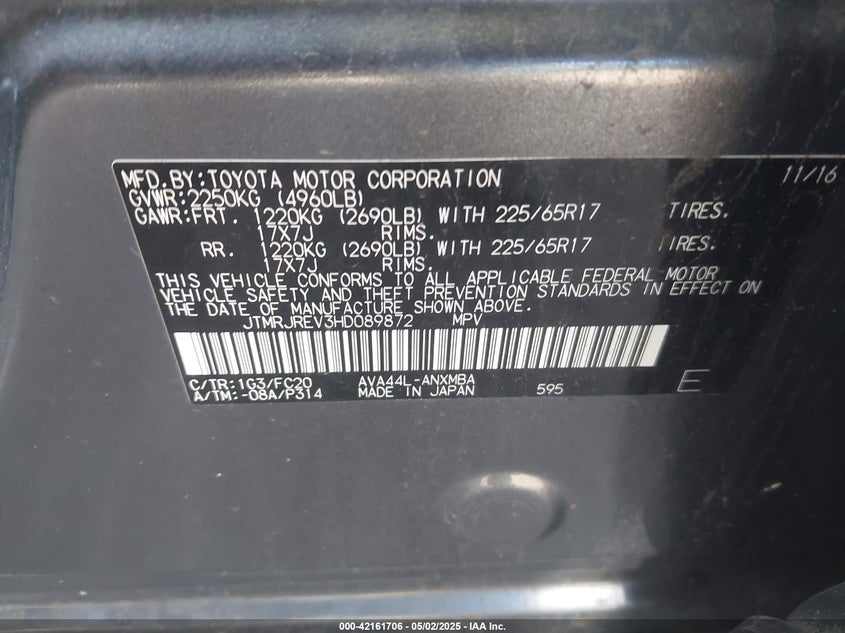 MFD.BY:TOYOTA MOTOR CORPORATION 11/16
GVWR:2250KG (4960LB)
GAWR:FRT. 1220KG (2690LB) WITH 225/65R17 TIRES.
17X7J RIMS.
RR. 1220KG (2690LB) WITH 225/65R17 TIRES.
17X7J RIMS.
THIS VEHICLE CONFORMS TO ALL APPLICABLE FEDERAL MOTOR
VEHICLE SAFETY AND THEFT PREVENTION STANDARDS IN EFFECT ON
THE DATE OF MANUFACTURE SHOWN ABOVE.
JTMRJREV3HD089872 MPV
C/TR:1G3/FC20 AVA44L-ANXMBA
A/TM:-08A/P314 MADE IN JAPAN 595 E
000-42161706 - 05/02/2025 - IAA Inc.